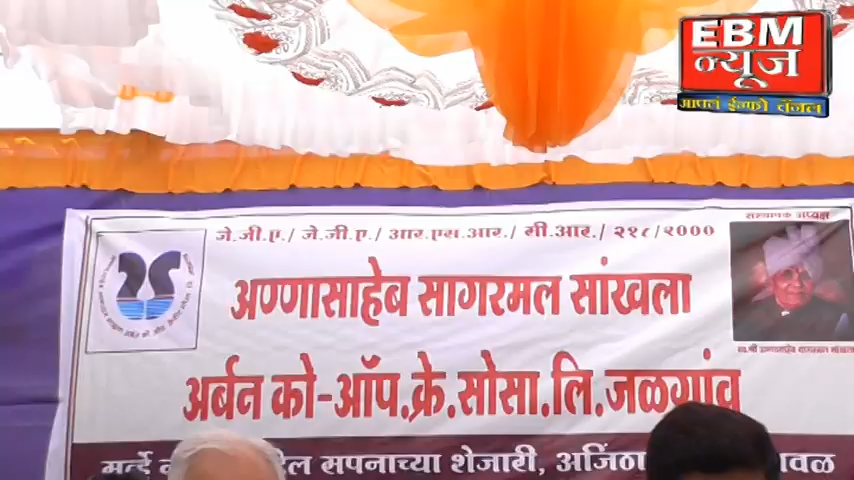 EBM
न्यूज
आपलं ईन्फो चॅनल
संस्थापक अध्यक्ष
जे.जी.ए./ जे.जी.ए./ आर.एस.आर./ सी.आर./ २१८/२०००
अण्णासाहेब सागरमल सांखला
अर्बन को-ऑप.क्रे.सोसा.लि.जळगांव
सपनाच्या शेजारी, अजिंठा